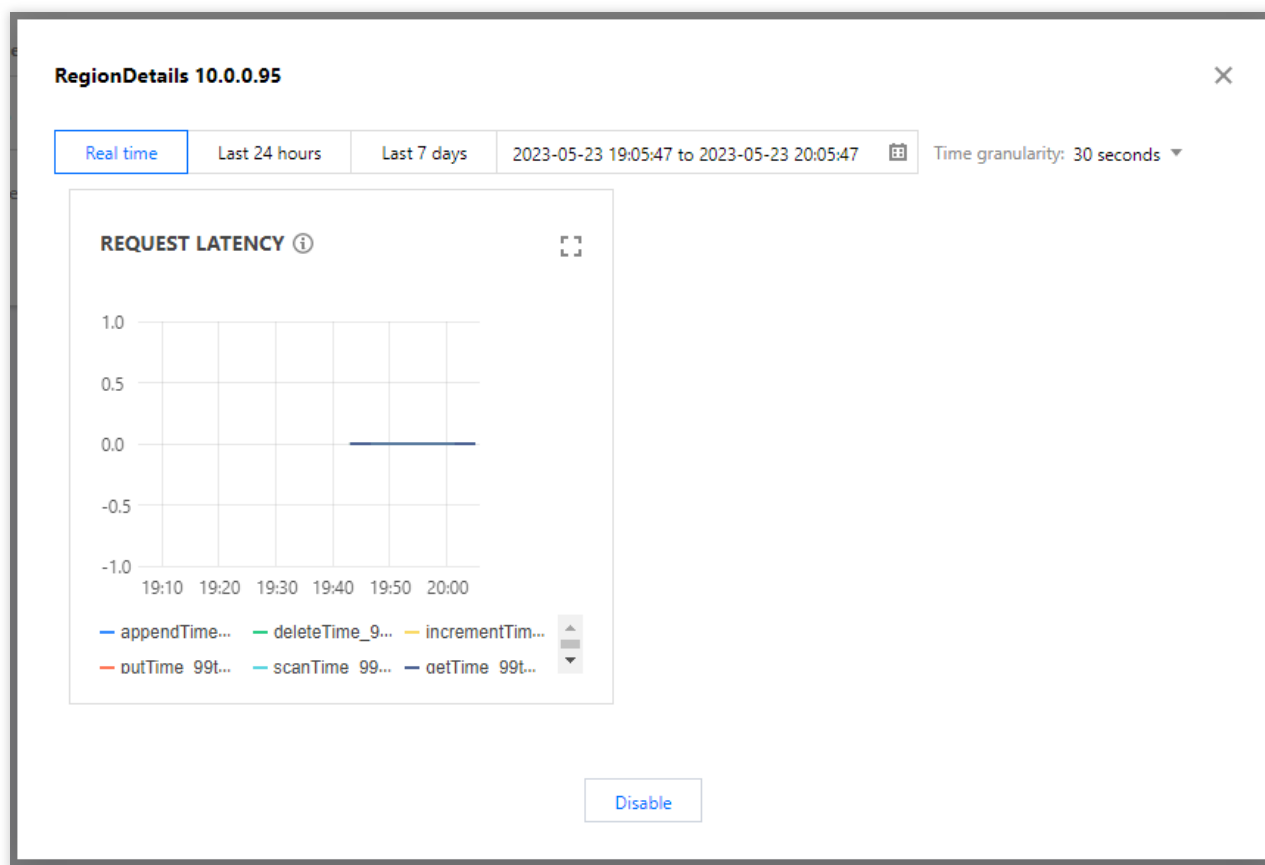 RegionDetails 10.0.0.95
Real time Last 24 hours Last 7 days 2023-05-23 19:05:47 to 2023-05-23 20:05:47 Time granularity: 30 seconds
REQUEST LATENCY
1.0
0.5
0.0
-0.5
-1.0
19:10 19:20 19:30 19:40 19:50 20:00
appendTime... deleteTime_9... incrementTim...
putTime_99t... scanTime_99... getTime_99t...
Disable